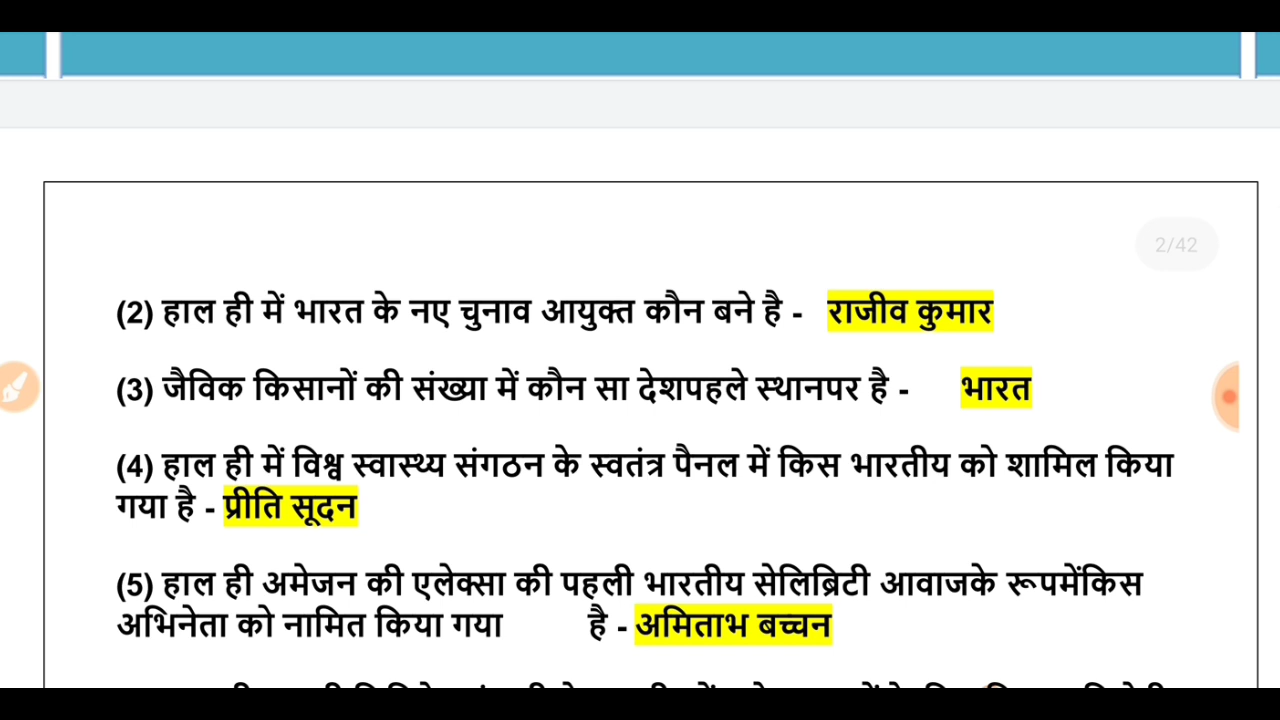 2/42
(2) हाल ही में भारत के नए चुनाव आयुक्त कौन बने है - राजीव कुमार
(3) जैविक किसानों की संख्या में कौन सा देशपहले स्थानपर है - भारत
(4) हाल ही में विश्व स्वास्थ्य संगठन के स्वतंत्र पैनल में किस भारतीय को शामिल किया
गया है - प्रीति सूदन
(5) हाल ही अमेजन की एलेक्सा की पहली भारतीय सेलिब्रिटी आवाजके रूपमेंकिस
अभिनेता को नामित किया गया है - अमिताभ बच्चन